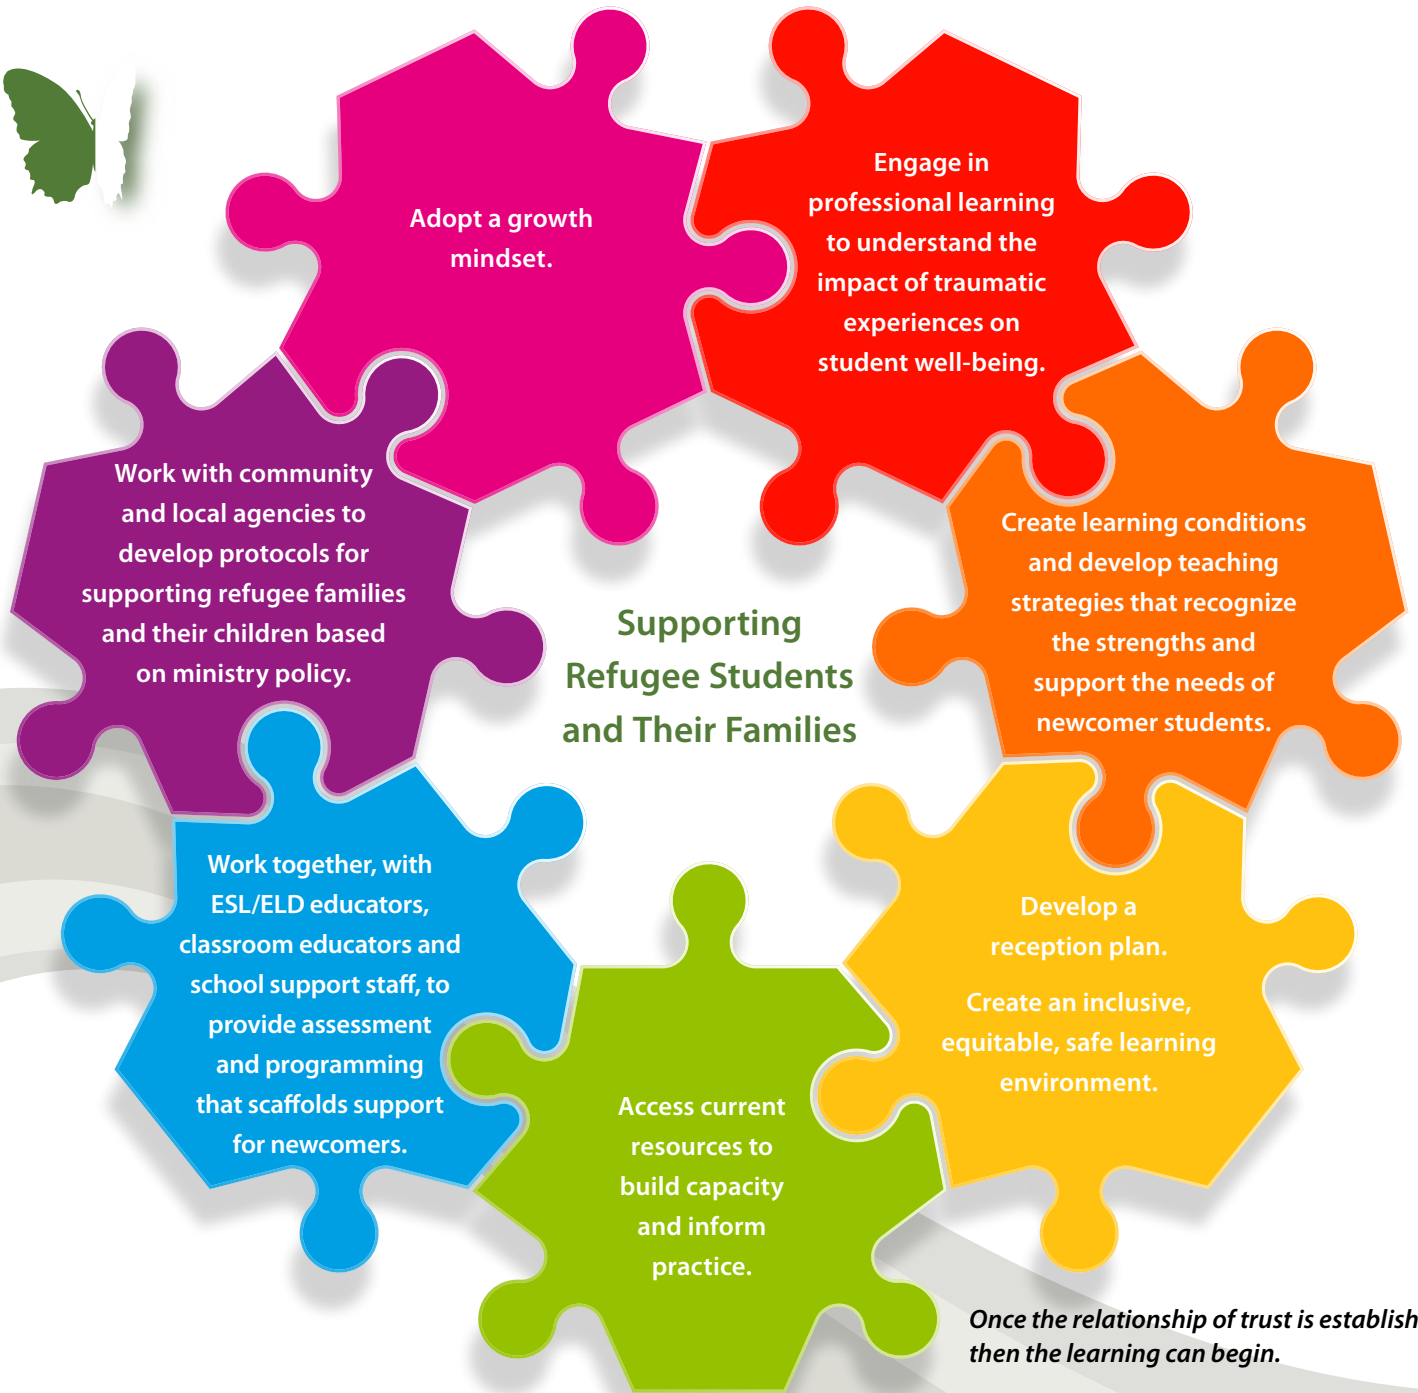 Adopt a growth
mindset.
Engage in
professional learning
to understand the
impact of traumatic
experiences on
student well-being.
Work with community
and local agencies to
develop protocols for
supporting refugee families
and their children based
on ministry policy.
Create learning conditions
and develop teaching
strategies that recognize
the strengths and
support the needs of
newcomer students.
Supporting
Refugee Students
and Their Families
Work together, with
ESL/ELD educators,
classroom educators and
school support staff, to
provide assessment
and programming
that scaffolds support
for newcomers.
Develop a
reception plan.
Create an inclusive,
equitable, safe learning
environment.
Access current
resources to
build capacity
and inform
practice.
Once the relationship of trust is establish
then the learning can begin.